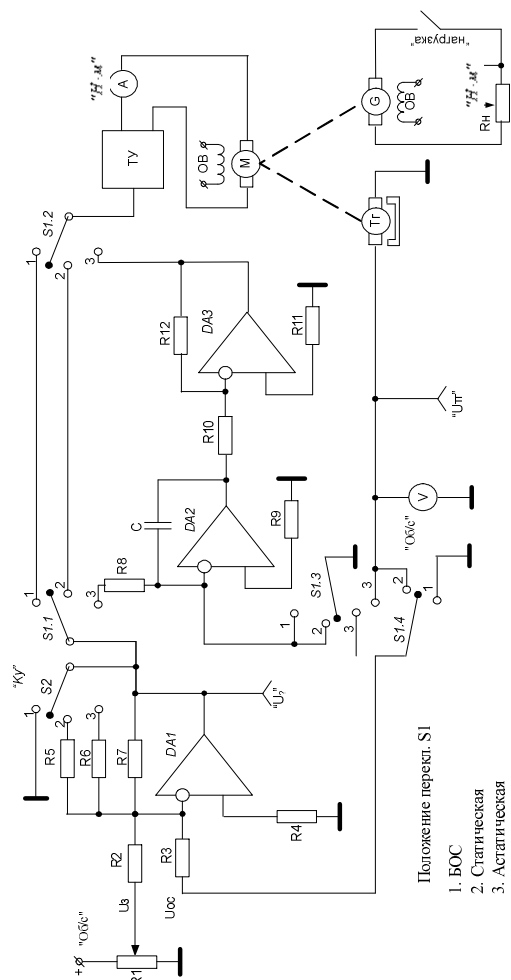 "Об/с"
+
R1
Uз
Uос
R2
R3
R4
R5
R6
R7
DA1
"Ку"
1
2
3
S2
"U?"
S1.1
1
2
3
R8
C
DA2
R9
R10
R12
DA3
R11
S1.2
1
2
3
S1.3
1
2
3
S1.4
3
2
1
"Об/с"
V
"Uтг"
Тг
ТУ
А
"Н·м"
ОВ
М
G
ОВ
"нагрузка"
Rн
"Н·м"
Положение перекл. S1
1. БОС
2. Статическая
3. Астатическая